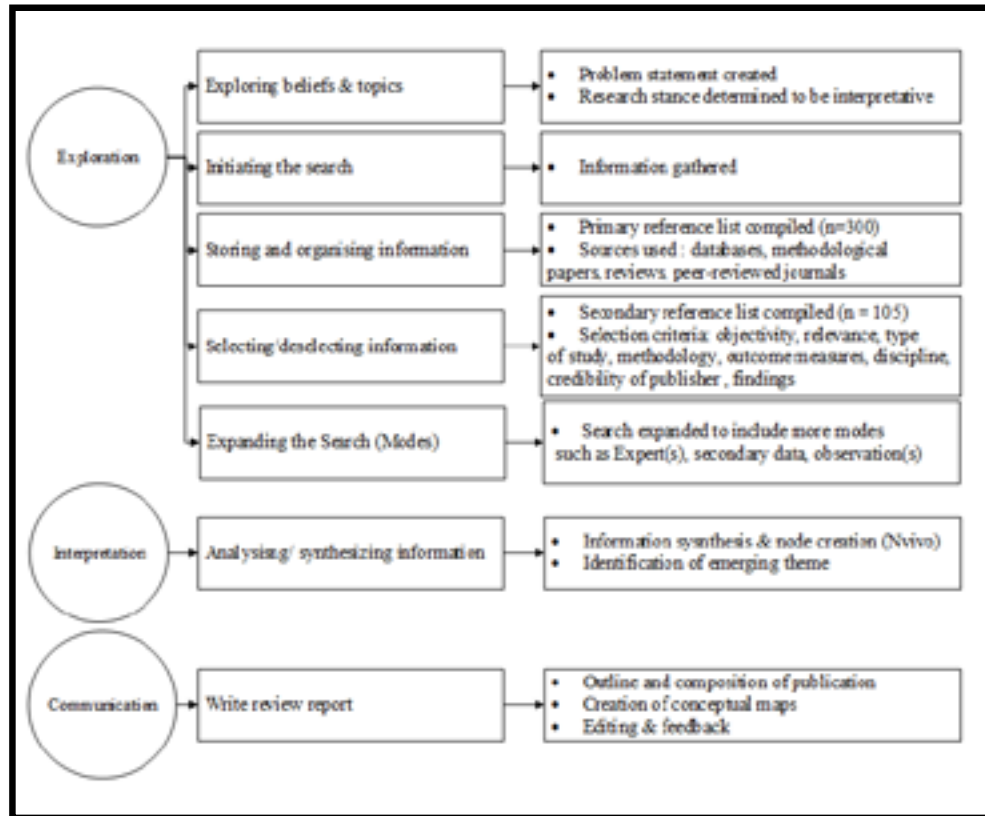 Exploration
Exploring beliefs & topics
• Problem statement created
• Research stance determined to be interpretative
Initiating the search
• Information gathered
Storing and organising information
• Primary reference list compiled (n=300)
• Sources used : databases, methodological
papers, reviews, peer-reviewed journals
Selecting/deselecting information
• Secondary reference list compiled (n = 105)
• Selection criteria: objectivity, relevance, type
of study, methodology, outcome measures, discipline,
credibility of publisher , findings
Expanding the Search (Modes)
• Search expanded to include more modes
such as Expert(s), secondary data, observation(s)
Interpretation
Analysisng/ synthesizing information
• Information sysnthesis & node creation (Nvivo)
• Identification of emerging theme
Communication
Write review report
• Outline and composition of publication
• Creation of conceptual maps
• Editing & feedback